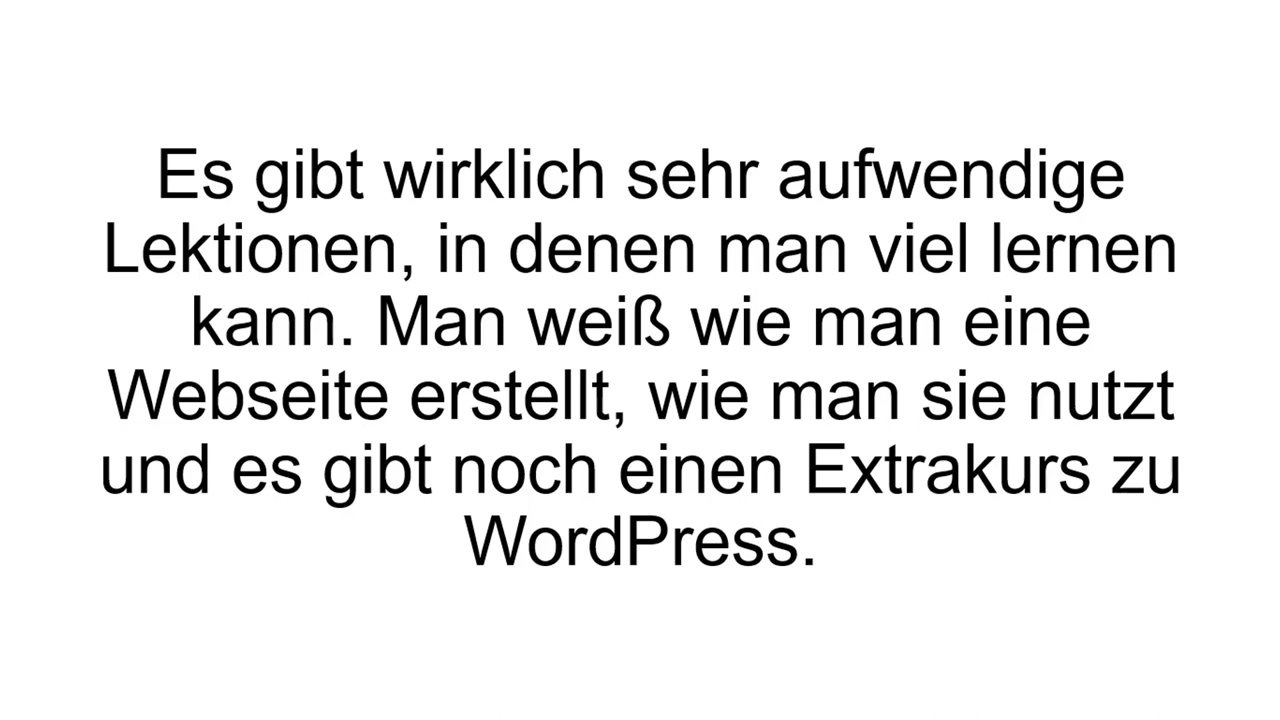 Es gibt wirklich sehr aufwendige
Lektionen, in denen man viel lernen
kann. Man weiß wie man eine
Webseite erstellt, wie man sie nutzt
und es gibt noch einen Extrakurs zu
WordPress.